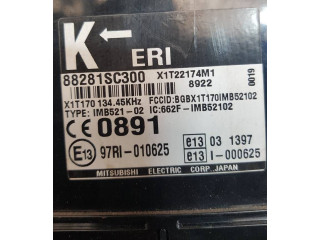 K← ERI
88281SC300 X1T22174M1
8922 0019
X1T170 134.45KHz FCCID:BGBX1T170IMB52102
TYPE: IMB521-02 IC:662F-IMB52102
CE 0891
E13 97RI-010625
e13 03 1397
e13 I-000625
MITSUBISHI ELECTRIC CORP. JAPAN